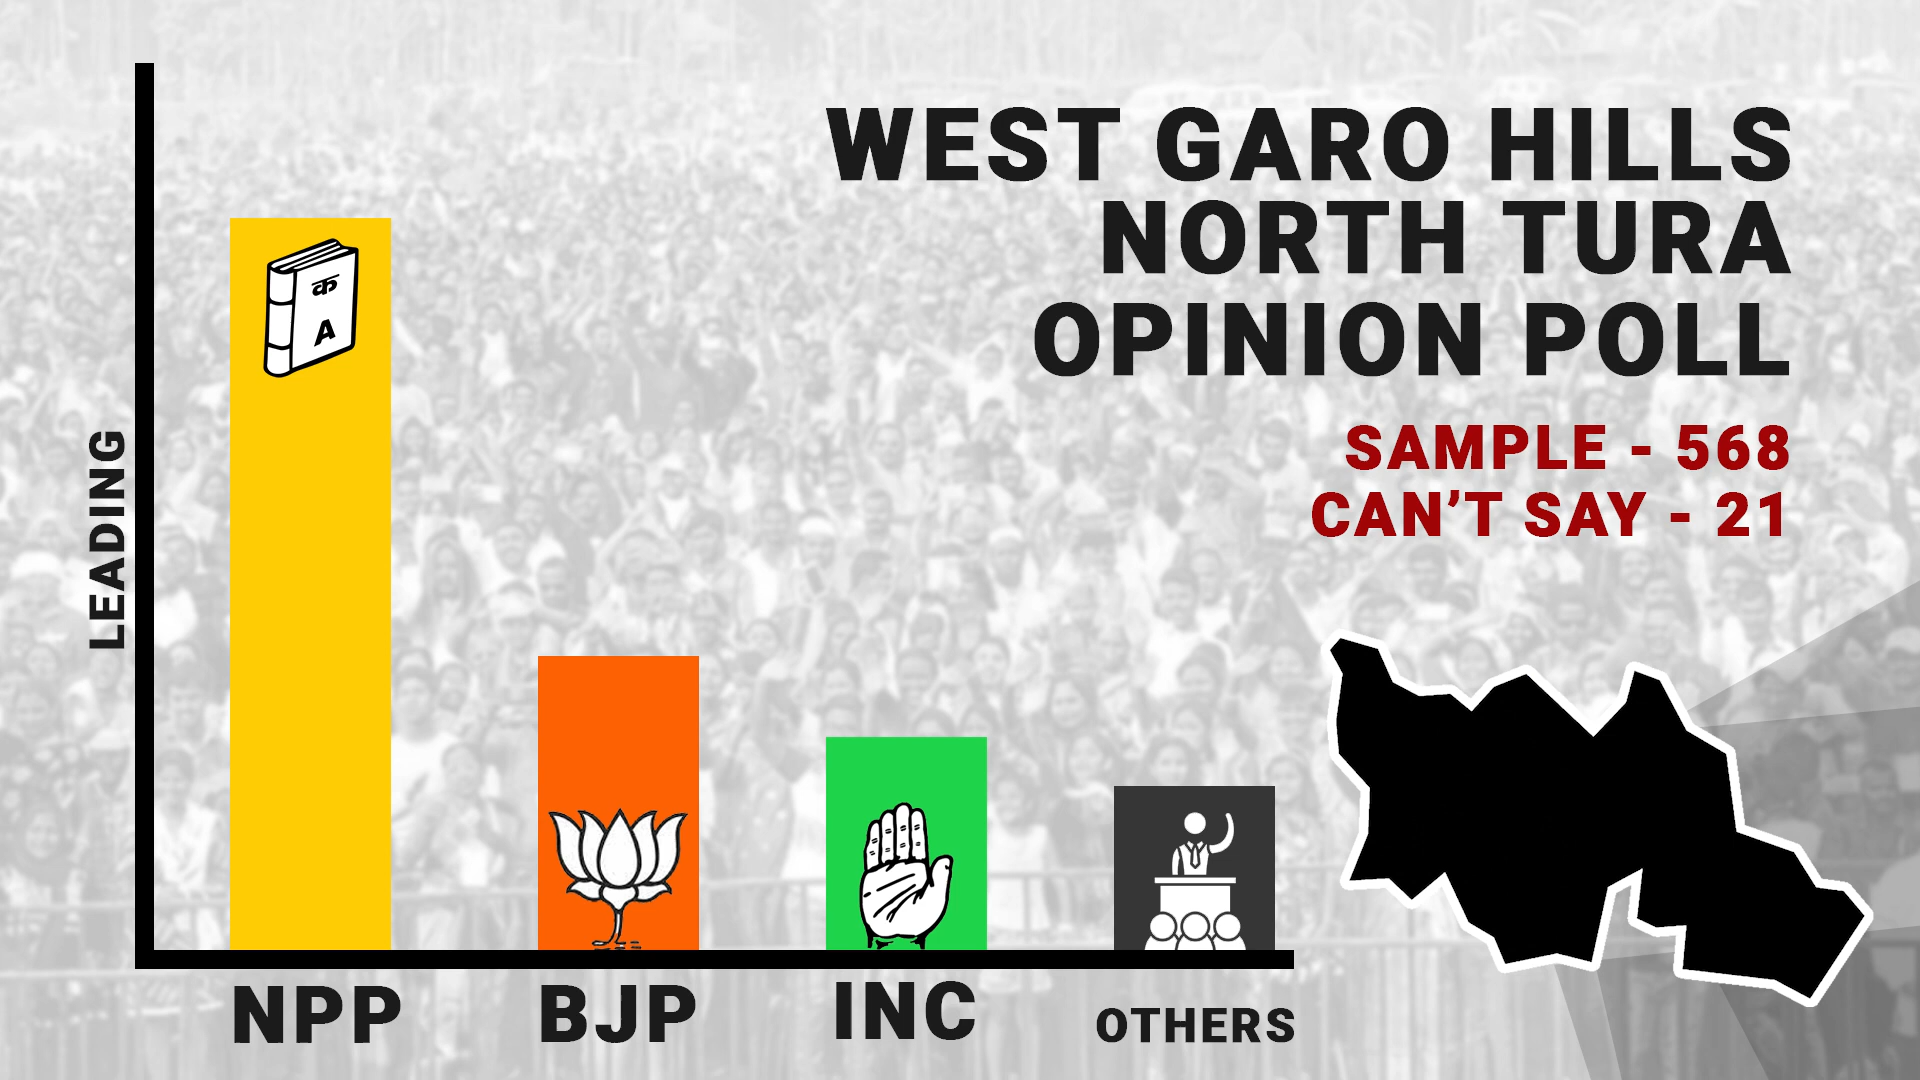 WEST GARO HILLS
NORTH TURA
OPINION POLL
SAMPLE - 568
CAN'T SAY - 21
LEADING
क
A
NPP
BJP
INC
OTHERS